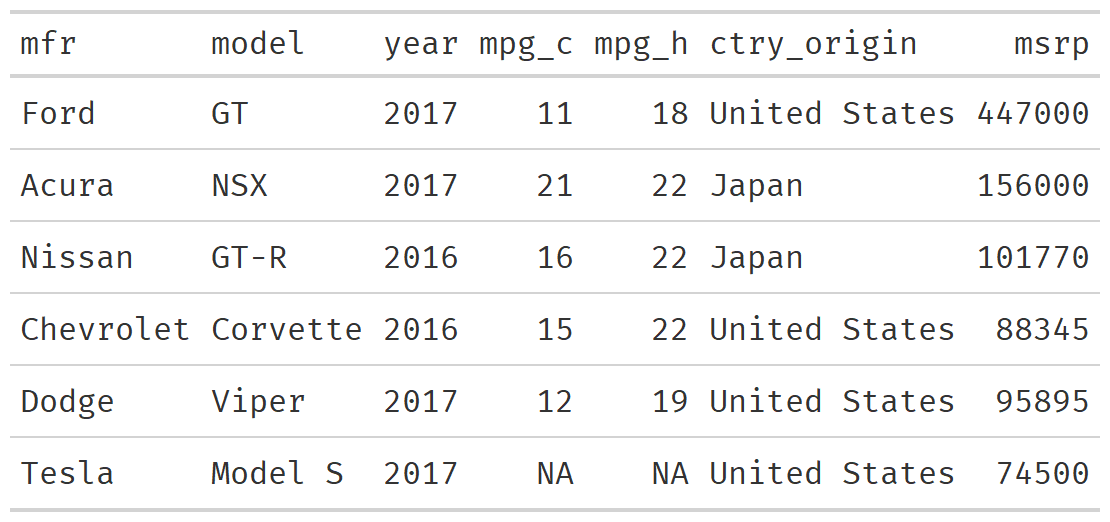 mfr model year mpg_c mpg_h ctry_origin msrp
Ford GT 2017 11 18 United States 447000
Acura NSX 2017 21 22 Japan 156000
Nissan GT-R 2016 16 22 Japan 101770
Chevrolet Corvette 2016 15 22 United States 88345
Dodge Viper 2017 12 19 United States 95895
Tesla Model S 2017 NA NA United States 74500